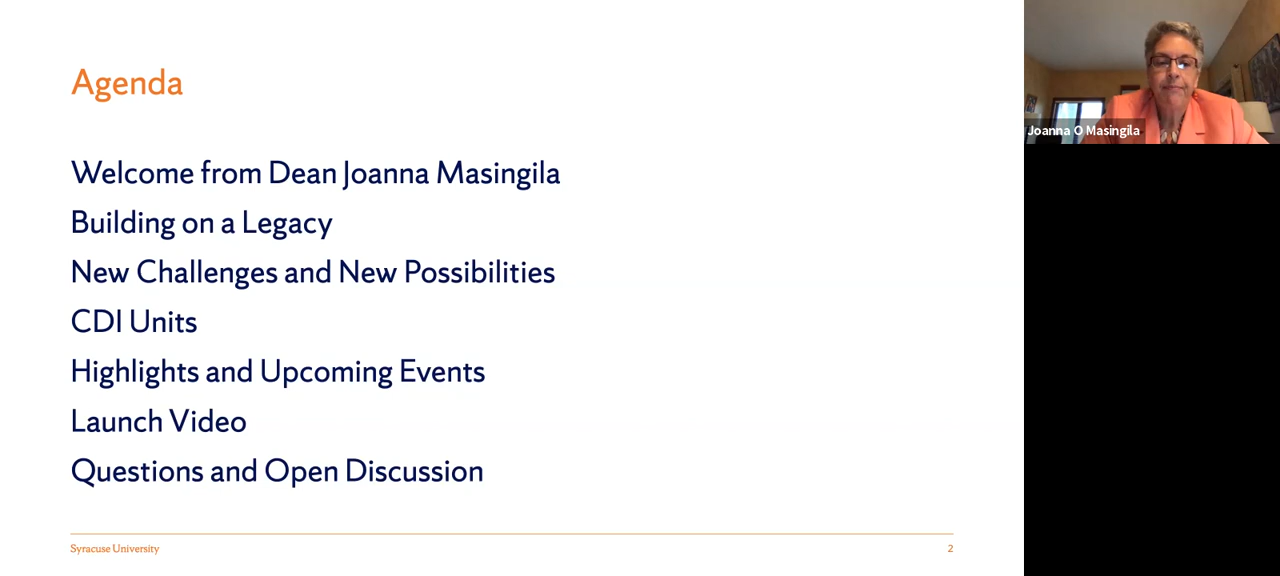 Agenda
Welcome from Dean Joanna Masingila
Building on a Legacy
New Challenges and New Possibilities
CDI Units
Highlights and Upcoming Events
Launch Video
Questions and Open Discussion
Syracuse University
2
Joanna O Masingila